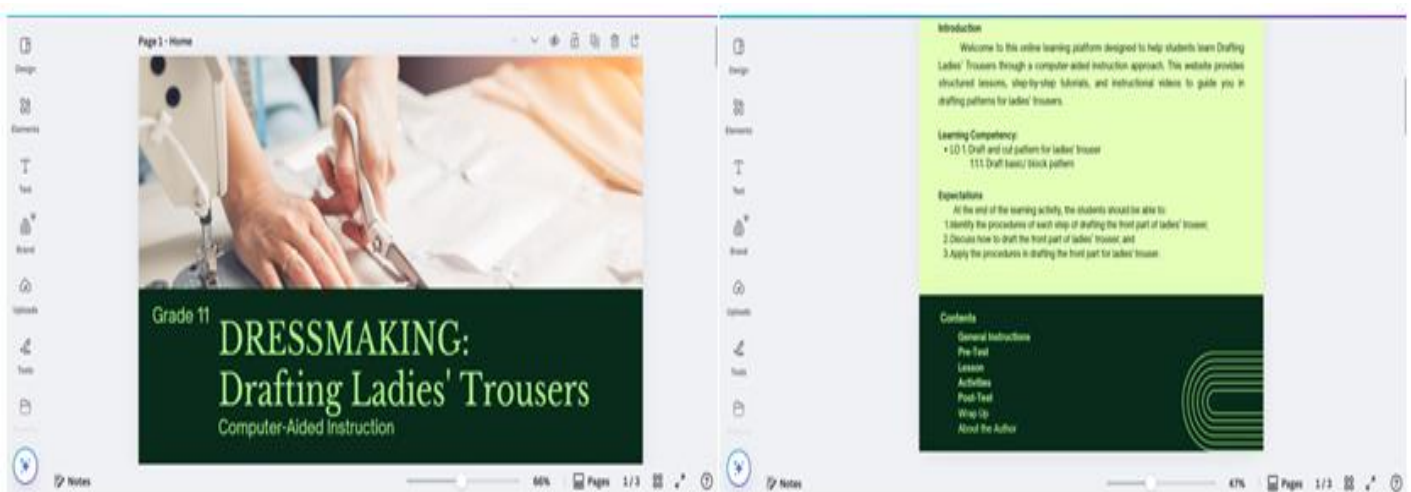 Page 1 - Home
Design
Elements
Text
Brand
Uploads
Tools
Grade 11
DRESSMAKING:
Drafting Ladies' Trousers
Computer-Aided Instruction
Notes
66%
Pages
1/3
Design
Elements
Text
Brand
Uploads
Tools
Introduction
Welcome to this online learning platform designed to help students learn Drafting
Ladies' Trousers through a computer-aided instruction approach. This website provides
structured lessons, step-by-step tutorials, and instructional videos to guide you in
drafting patterns for ladies' trousers.
Learning Competency:
• LO 1. Draft and cut pattern for ladies' trouser
1.1.1. Draft basic/ block pattern
Expectations
At the end of the learning activity, the students should be able to:
1.Identify the procedures of each step of drafting the front part of ladies' trouser;
2.Discuss how to draft the front part of ladies' trouser; and
3.Apply the procedures in drafting the front part for ladies' trouser.
Contents
General Instructions
Pre-Test
Lesson
Activities
Post-Test
Wrap Up
About the Author
Notes
47%
Pages
1/3